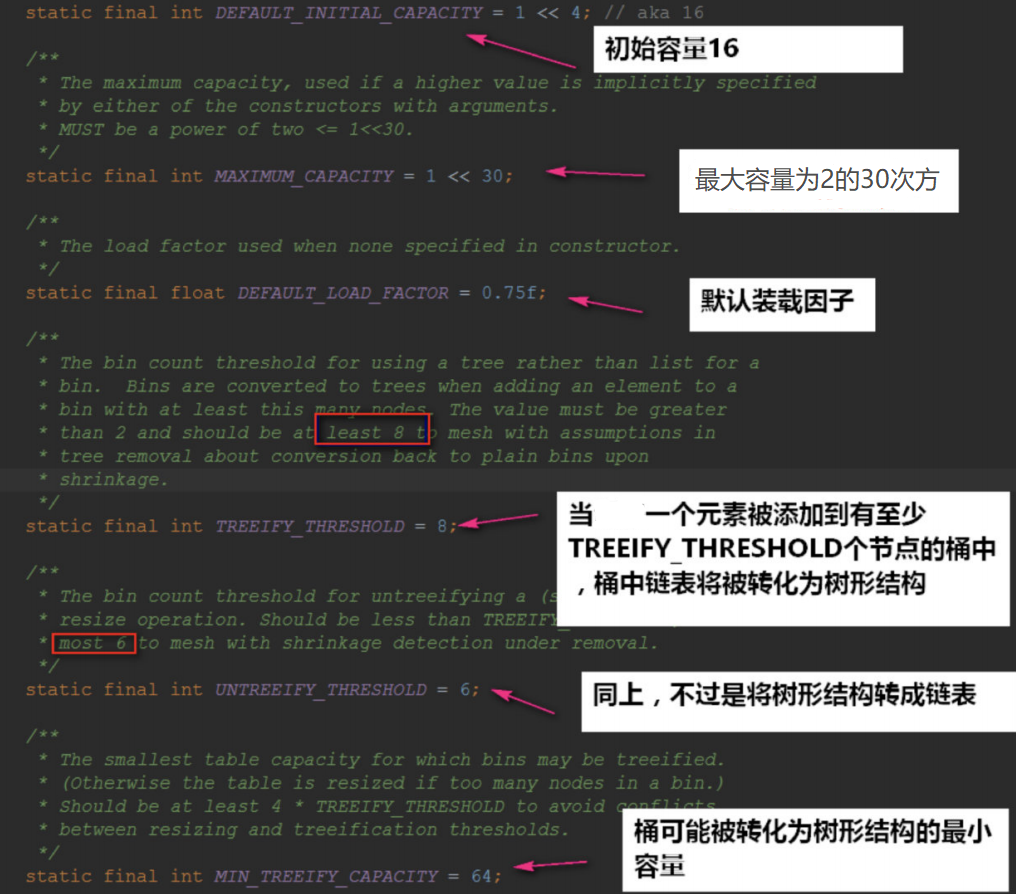 static final int DEFAULT_INITIAL_CAPACITY = 1 << 4; // aka 16
初始容量16
/**
* The maximum capacity, used if a higher value is implicitly specified
* by either of the constructors with arguments.
* MUST be a power of two <= 1<<30.
*/
static final int MAXIMUM_CAPACITY = 1 << 30;
最大容量为2的30次方
/**
* The load factor used when none specified in constructor.
*/
static final float DEFAULT_LOAD_FACTOR = 0.75f;
默认装载因子
/**
* The bin count threshold for using a tree rather than list for a
* bin.  Bins are converted to trees when adding an element to a
* bin with at least this many nodes. The value must be greater
* than 2 and should be at least 8 to mesh with assumptions in
* tree removal about conversion back to plain bins upon
* shrinkage.
*/
static final int TREEIFY_THRESHOLD = 8;
当 一个元素被添加到有至少
TREEIFY_THRESHOLD个节点的桶中
，桶中链表将被转化为树形结构
/**
* The bin count threshold for untreeifying a (s
* resize operation. Should be less than TREEIFY_
* most 6 to mesh with shrinkage detection under removal.
*/
static final int UNTREEIFY_THRESHOLD = 6;
同上，不过是将树形结构转成链表
/**
* The smallest table capacity for which bins may be treeified.
* (Otherwise the table is resized if too many nodes in a bin.)
* Should be at least 4 * TREEIFY_THRESHOLD to avoid conflicts
* between resizing and treeification thresholds.
*/
static final int MIN_TREEIFY_CAPACITY = 64;
桶可能被转化为树形结构的最小
容量